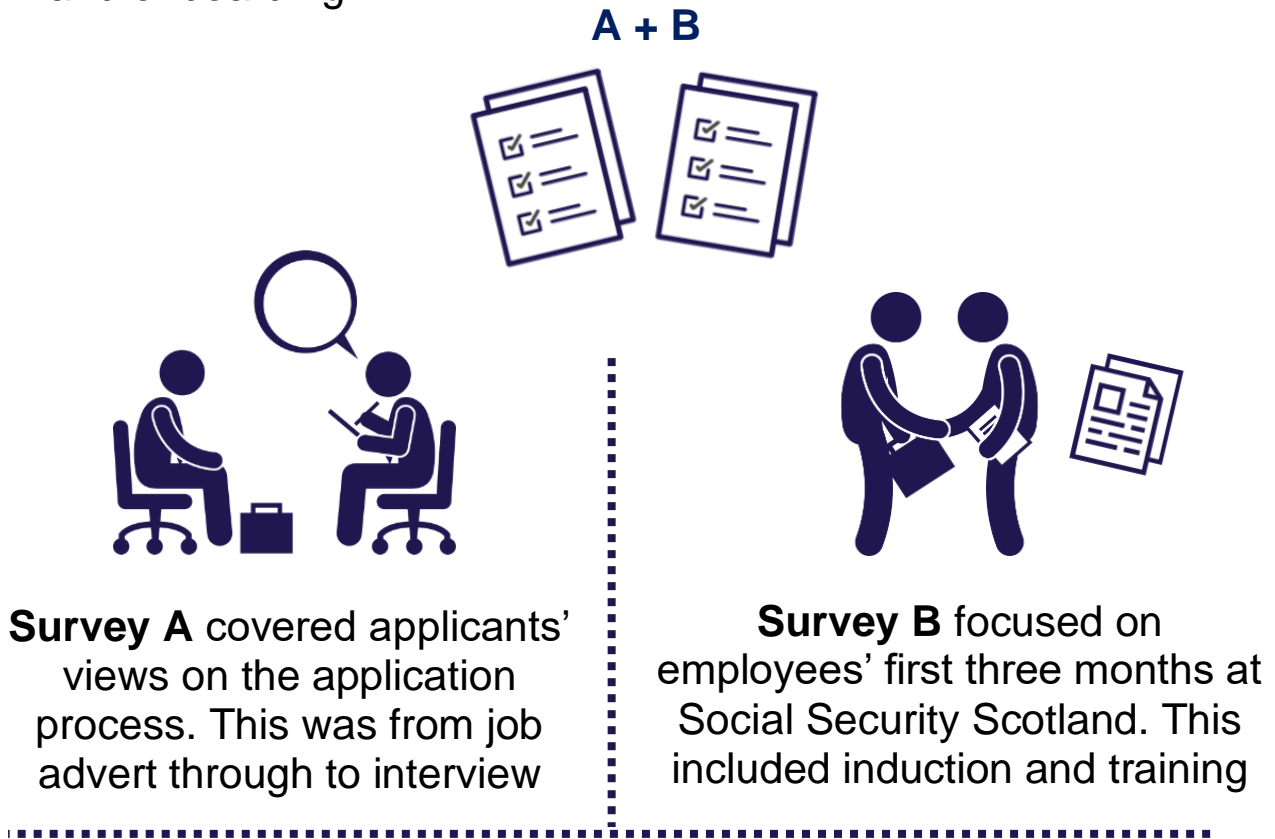 A + B
Survey A covered applicants’
views on the application
process. This was from job
advert through to interview
Survey B focused on
employees’ first three months at
Social Security Scotland. This
included induction and training